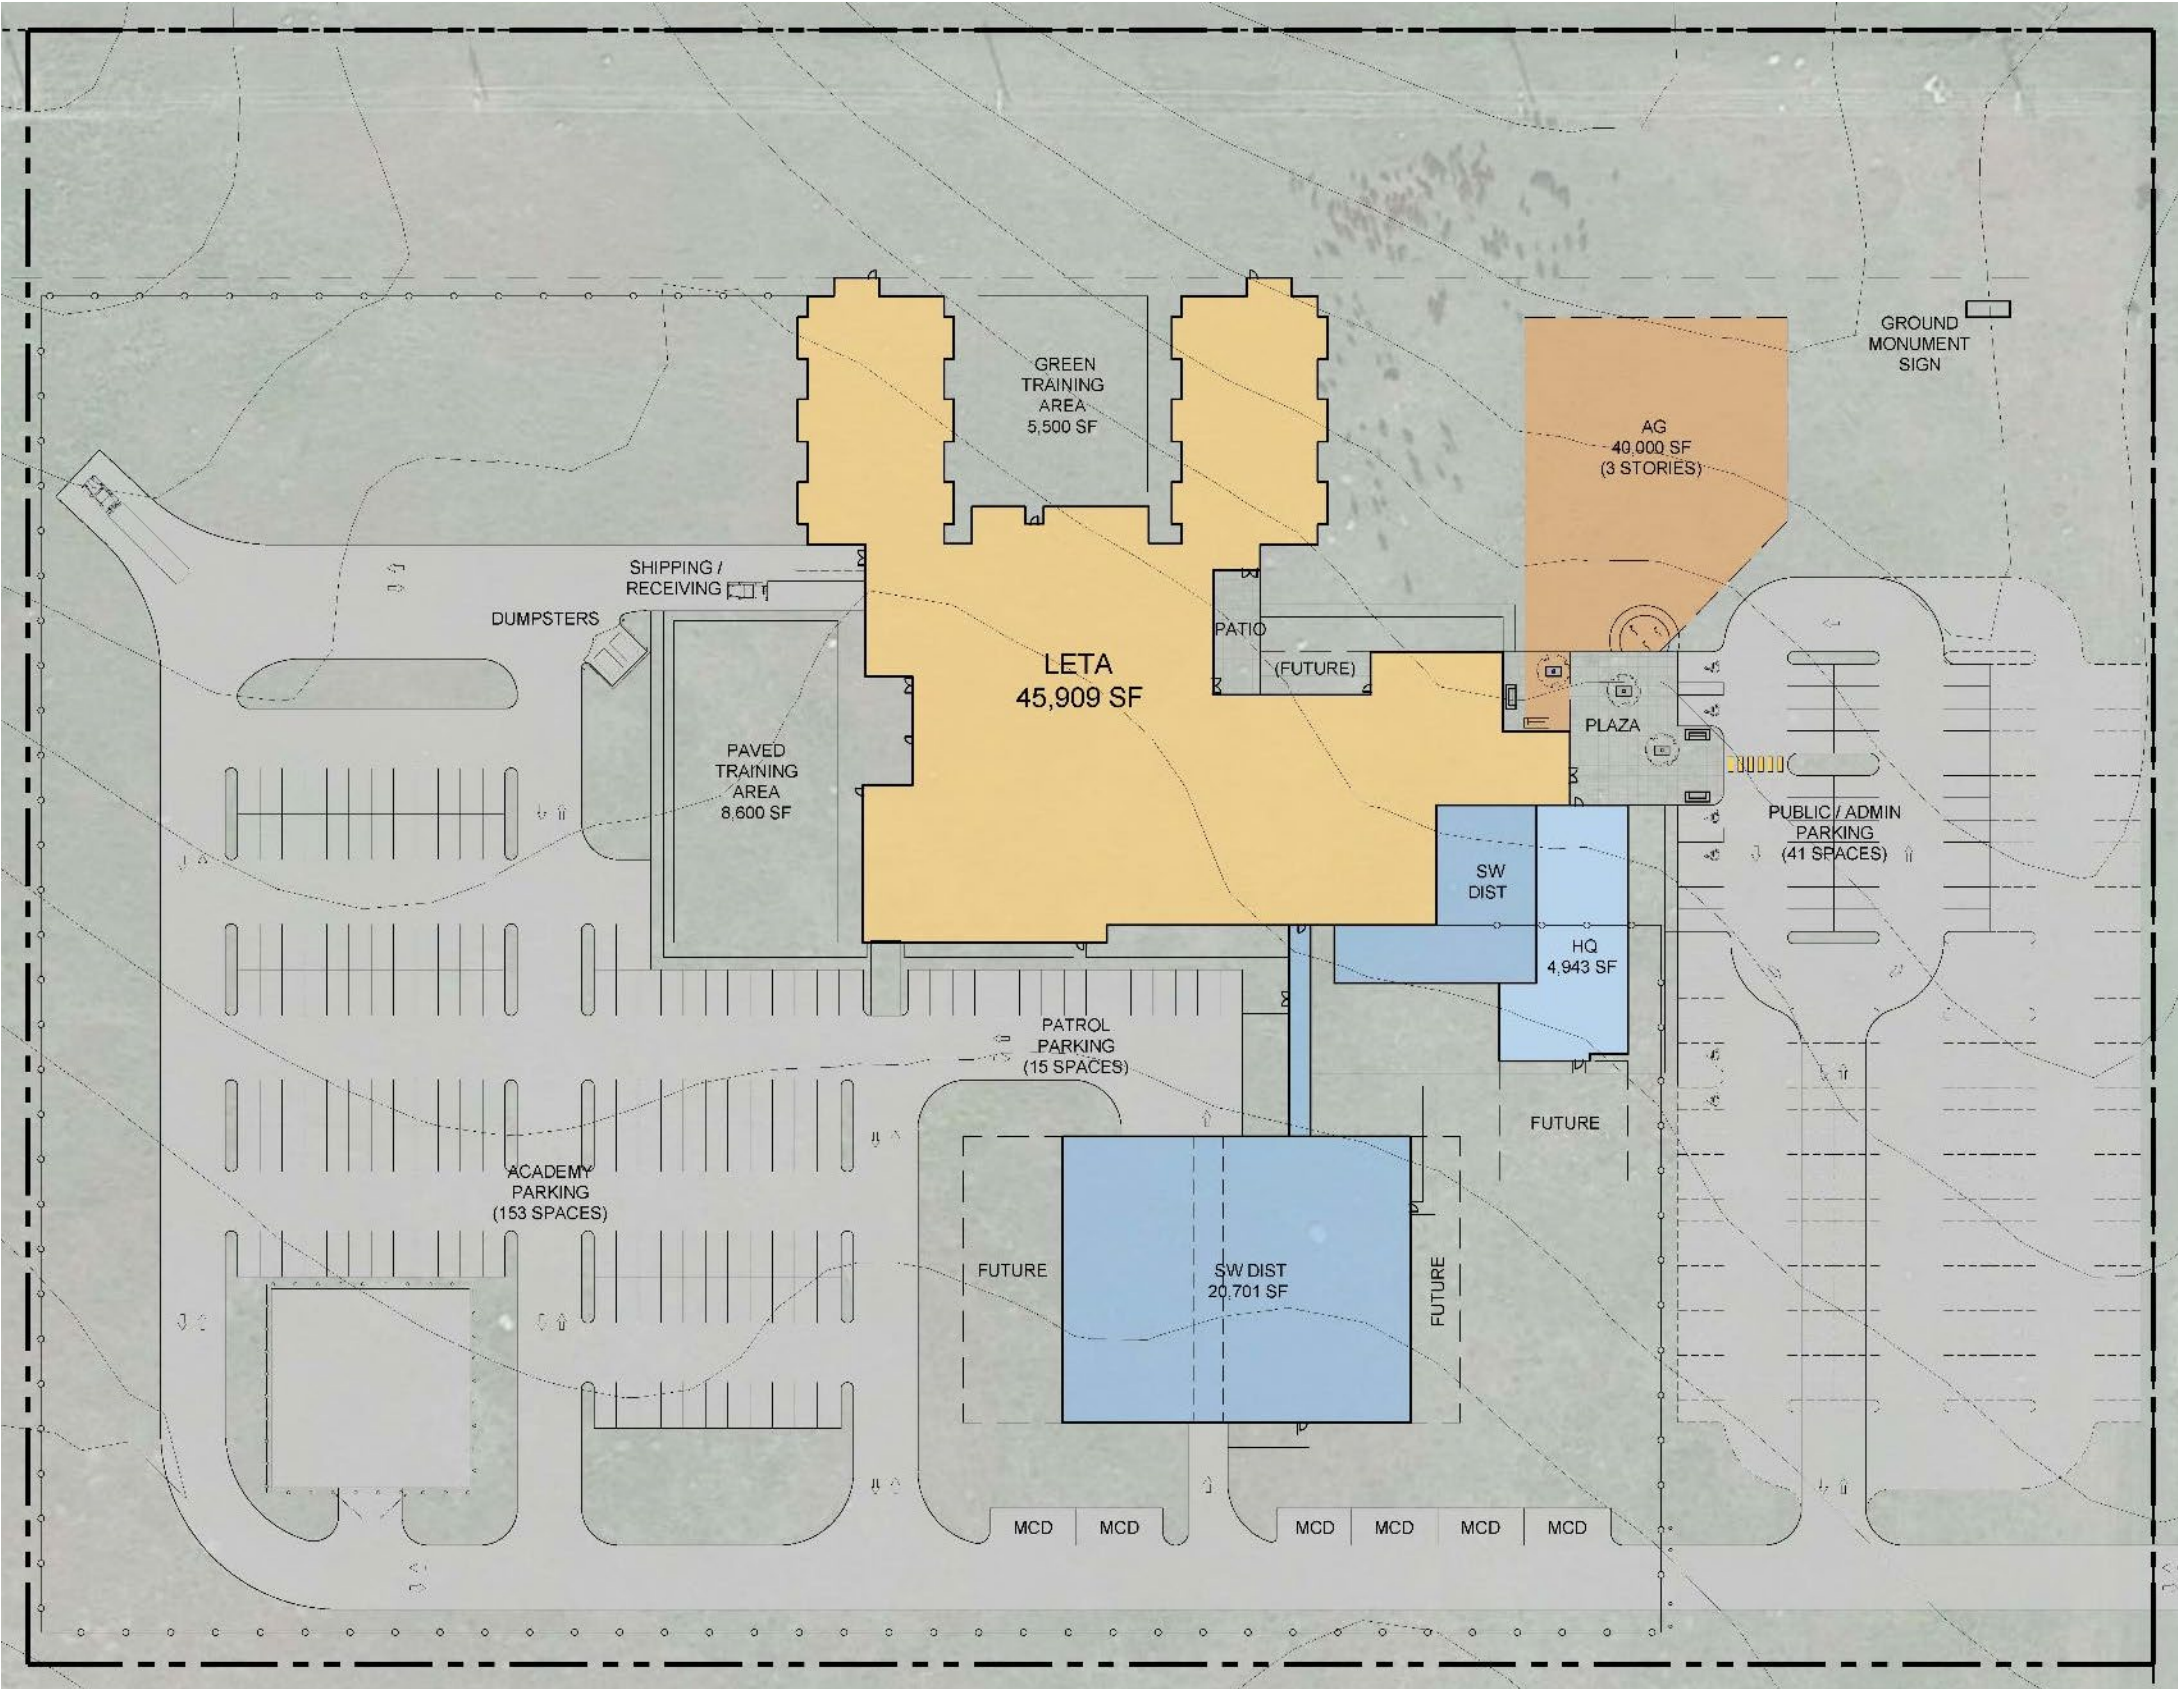 GROUND
MONUMENT
SIGN
GREEN
TRAINING
AREA
5,500 SF
AG
40,000 SF
(3 STORIES)
SHIPPING /
RECEIVING
DUMPSTERS
PATIO
(FUTURE)
LETA
45,909 SF
PLAZA
PAVED
TRAINING
AREA
8,600 SF
PUBLIC / ADMIN
PARKING
(41 SPACES)
SW
DIST
HQ
4,943 SF
PATROL
PARKING
(15 SPACES)
FUTURE
ACADEMY
PARKING
(153 SPACES)
FUTURE
SW DIST
20,701 SF
FUTURE
MCD
MCD
MCD
MCD
MCD
MCD